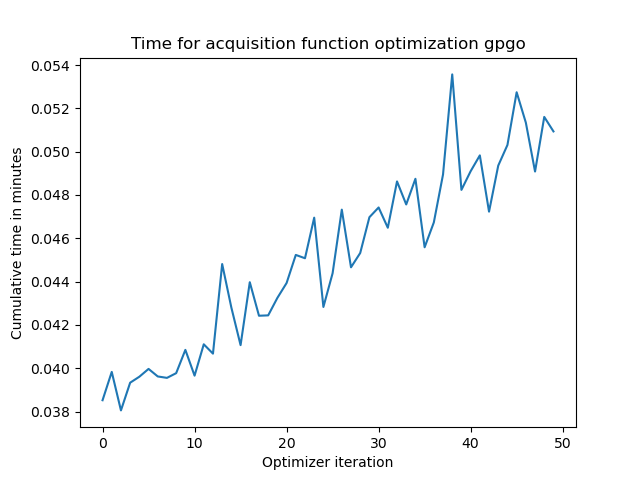 Time for acquisition function optimization gpgo
0.054
0.052
0.050
0.048
0.046
0.044
0.042
0.040
0.038
Cumulative time in minutes
0 10 20 30 40 50
Optimizer iteration